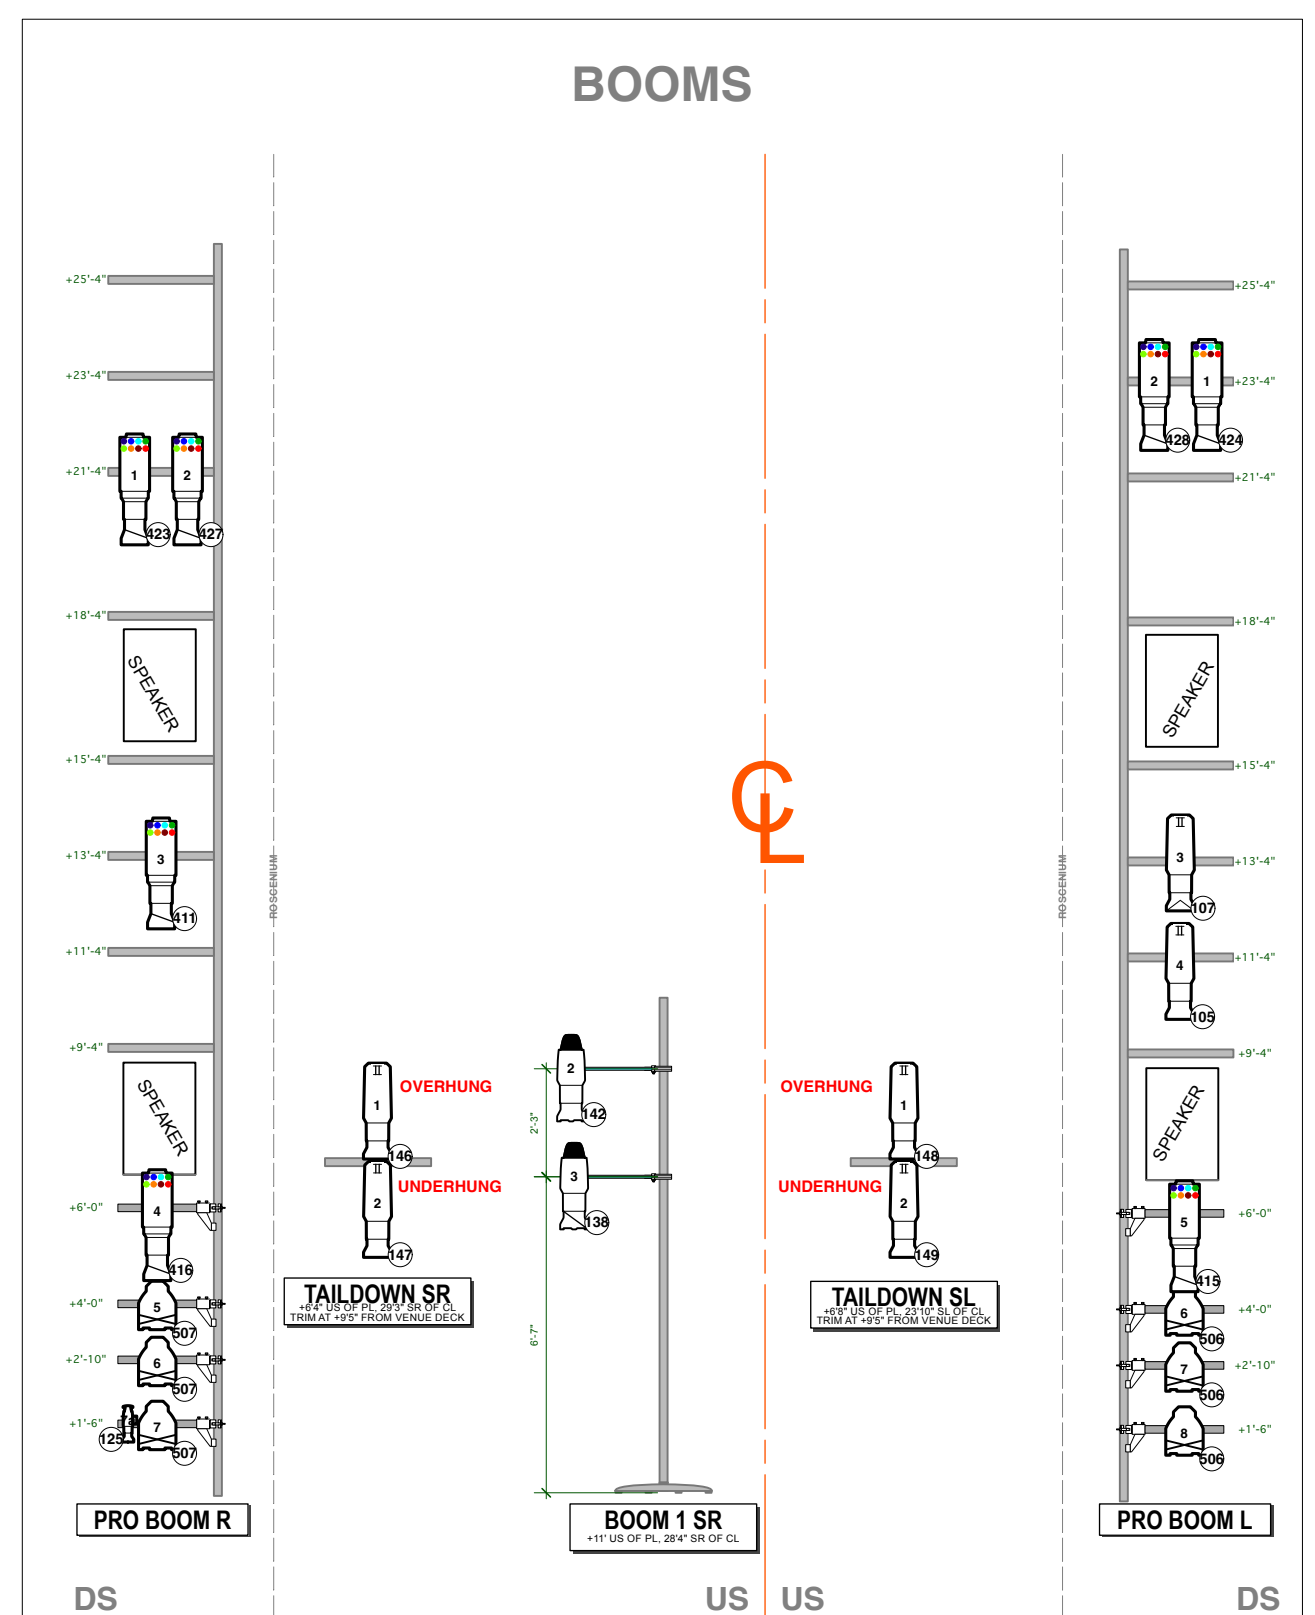 BOOMS
+25'-4"
+25'-4"
+23'-4"
2
1
+23'-4"
428
424
1
2
+21'-4"
+21'-4"
423
427
+18'-4"
+18'-4"
SPEAKER
SPEAKER
+15'-4"
+15'-4"
CL
3
+13'-4"
II
3
+13'-4"
ROSCENIUM
ROSCENIUM
411
107
+11'-4"
II
4
+11'-4"
105
+9'-4"
+9'-4"
SPEAKER
SPEAKER
II
1
OVERHUNG
146
2
142
2'-3"
OVERHUNG
II
1
148
II
2
UNDERHUNG
147
3
138
UNDERHUNG
II
2
149
+6'-0"
4
416
5
+6'-0"
415
TAILDOWN SR
+6'4" US OF PL, 29'3" SR OF CL
TRIM AT +9'5" FROM VENUE DECK
TAILDOWN SL
+6'8" US OF PL, 23'10" SL OF CL
TRIM AT +9'5" FROM VENUE DECK
+4'-0"
5
507
6'-7"
6
+4'-0"
506
+2'-10"
6
507
7
+2'-10"
506
+1'-6"
125
7
507
8
+1'-6"
506
PRO BOOM R
BOOM 1 SR
+11' US OF PL, 28'4" SR OF CL
PRO BOOM L
DS
US
US
DS